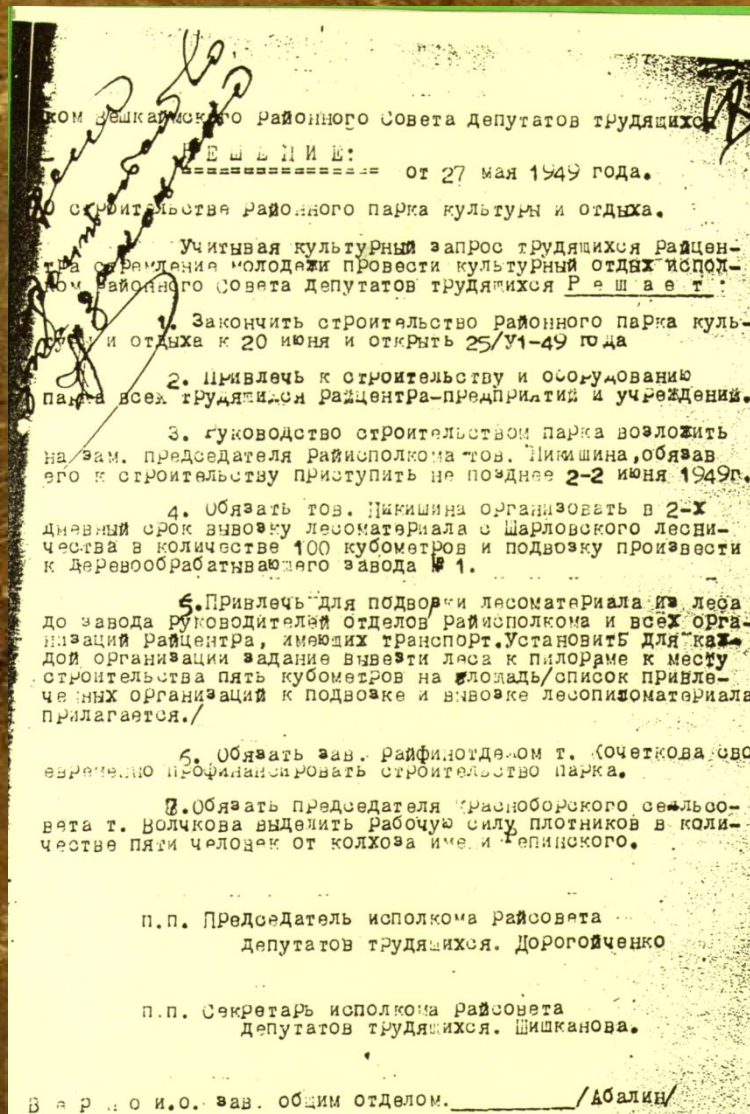 ком Вешкаймского Районного Совета депутатов трудящихся
РЕШЕНИЕ:
================ от 27 мая 1949 года.
О строительстве Районного парка культуры и отдыха.
Учитывая культурный запрос трудящихся Райцен-
тра стремление молодежи провести культурный отдых испол-
ком Районного Совета депутатов трудящихся Р е ш а е т :
1. Закончить строительство Районного парка куль-
туры и отдыха к 20 июня и открыть 25/У1-49 года
2. Привлечь к строительству и оборудованию
парка всех трудящихся Райцентра-предприятий и учреждений.
3. Руководство строительством парка возложить
на зам. председателя Райисполкома тов. Никишина, обязав
его к строительству приступить не позднее 2-2 июня 1949г.
4. Обязать тов. Никишина организовать в 2-х
дневный срок вывозку лесоматериала с Шарловского лесни-
чества в количестве 100 кубометров и подвозку произвести
к деревообрабатывающего завода № 1.
5.Привлечь для подвозки лесоматериала из леса
до завода руководителей отделов Райисполкома и всех орга-
низаций Райцентра, имеющих транспорт.Установить для каж-
дой организации задание вывезти леса к пилораме к месту
строительства пять кубометров на площадь/список привле-
ченных организаций к подвозке и вывозке лесопиломатериала
прилагается./
6. Обязать зав. Райфинотделом т. Кочеткова сво
евременно профинансировать строительство парка.
7.Обязать председателя Красноборского сельсо-
вета т. Волчкова выделить рабочую силу плотников в коли-
честве пяти человек от колхоза имени Репинского.
п.п. Председатель исполкома Райсовета
депутатов трудящихся. Дорогойченко
п.п. Секретарь исполкома Райсовета
депутатов трудящихся. Шишканова.
В е р н о и.о. зав. общим отделом.________/Абалин/